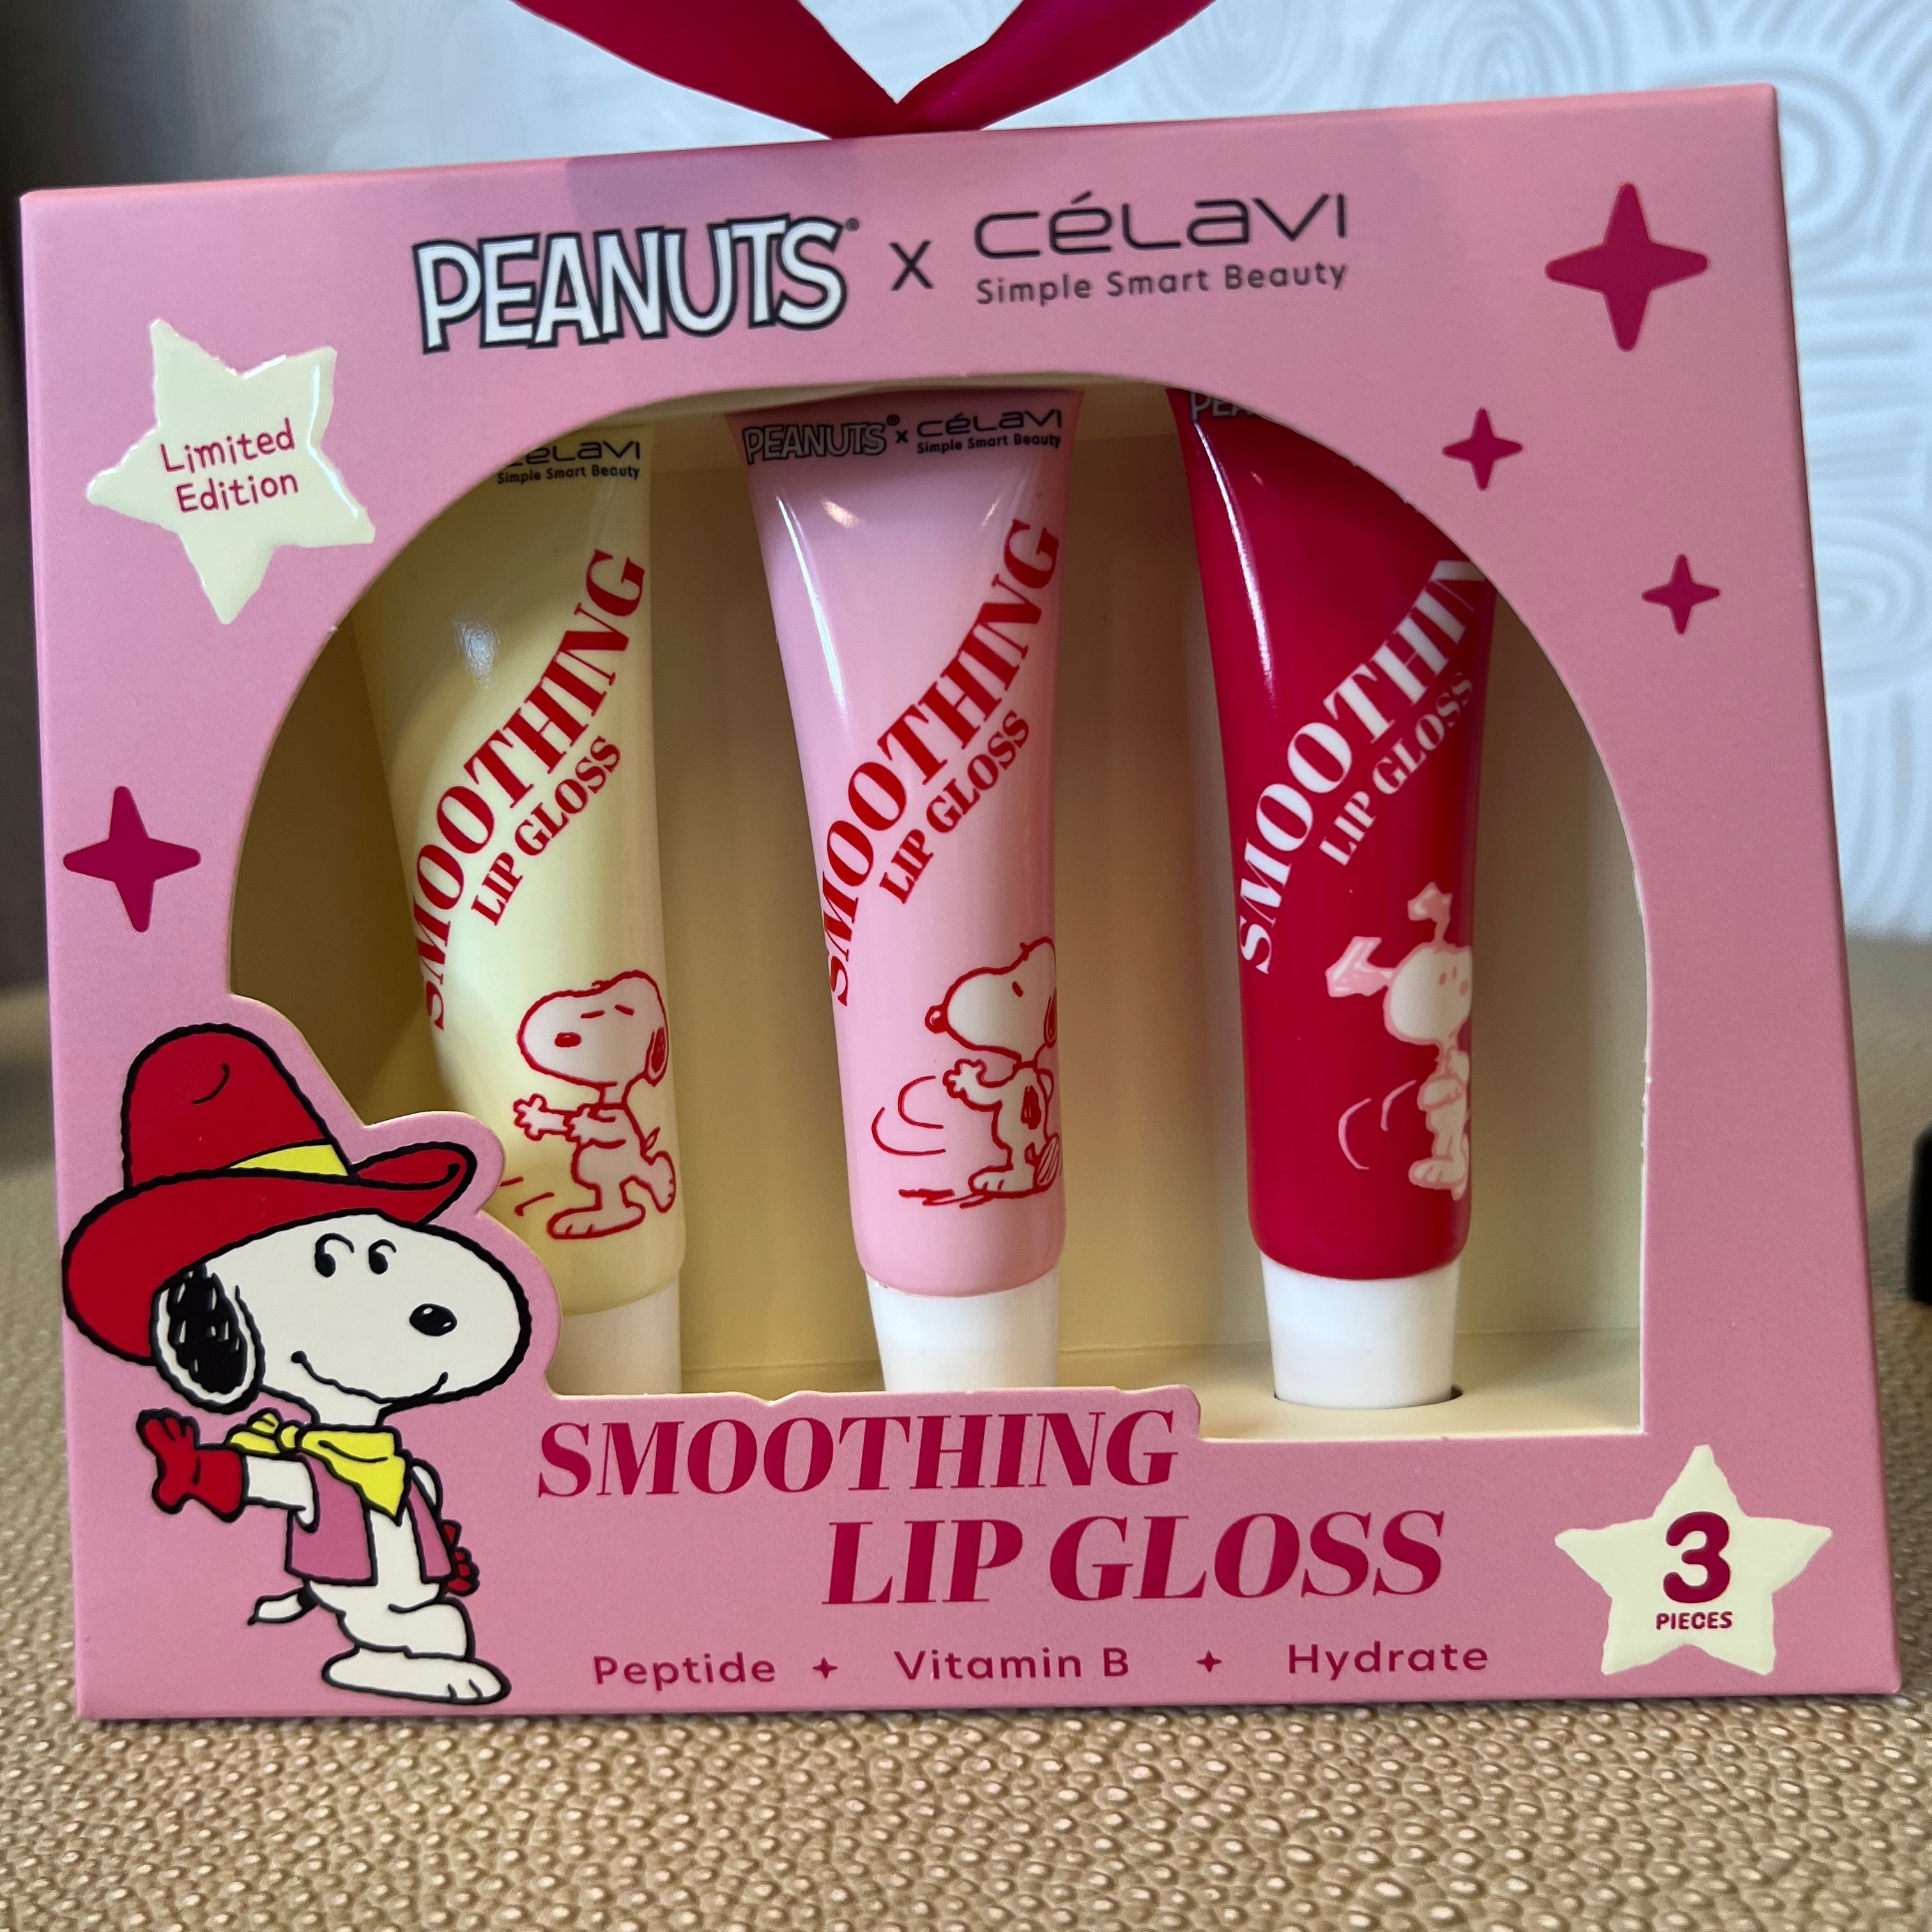 PEANUTS® x CéLaVI
Simple Smart Beauty
Limited
Edition
CéLaVI
Simple Smart Beauty
SMOOTHING
LIP GLOSS
PEANUTS® x CéLaVI
Simple Smart Beauty
SMOOTHING
LIP GLOSS
SMOOTHIN
LIP GLOSS
SMOOTHING
LIP GLOSS
3
PIECES
Peptide + Vitamin B + Hydrate